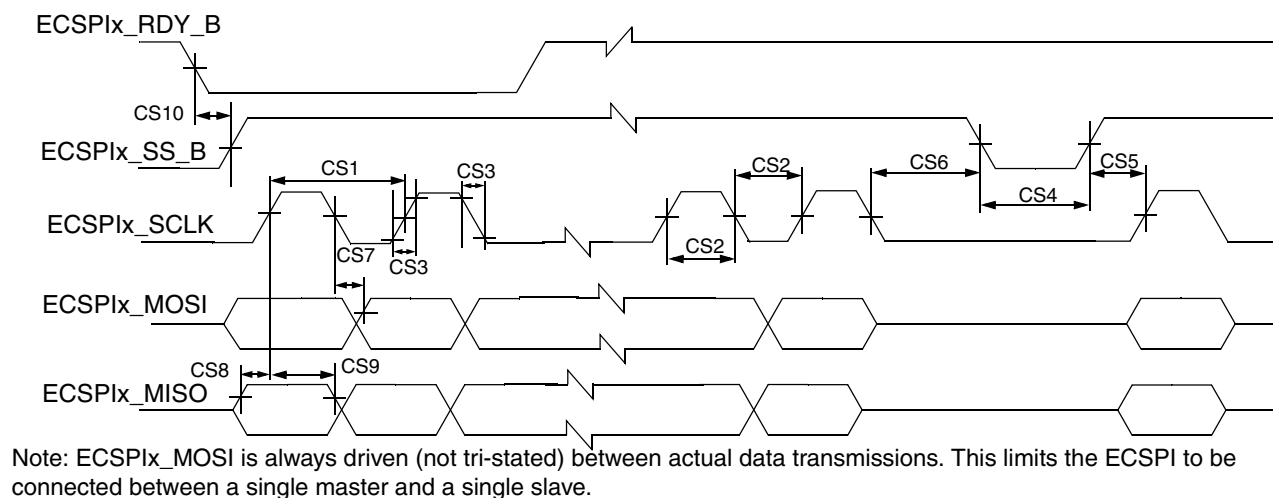 ECSPIx_RDY_B
CS10
ECSPIx_SS_B
CS1
CS3
CS2
CS6
CS5
CS4
ECSPIx_SCLK
CS7
CS3
CS2
ECSPIx_MOSI
CS8
CS9
ECSPIx_MISO
Note: ECSPIx_MOSI is always driven (not tri-stated) between actual data transmissions. This limits the ECSPI to be
connected between a single master and a single slave.